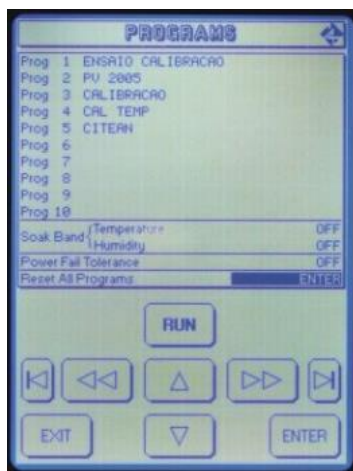 PROGRAMS
Prog 1 ENSAIO CALIBRACAO
Prog 2 PV 2005
Prog 3 CALIBRACAO
Prog 4 CAL TEMP
Prog 5 CITEAN
Prog 6
Prog 7
Prog 8
Prog 9
Prog 10
Soak Band { Temperature OFF
Humidity OFF
Power Fail Tolerance OFF
Reset All Programs ENTER
RUN
EXIT
ENTER